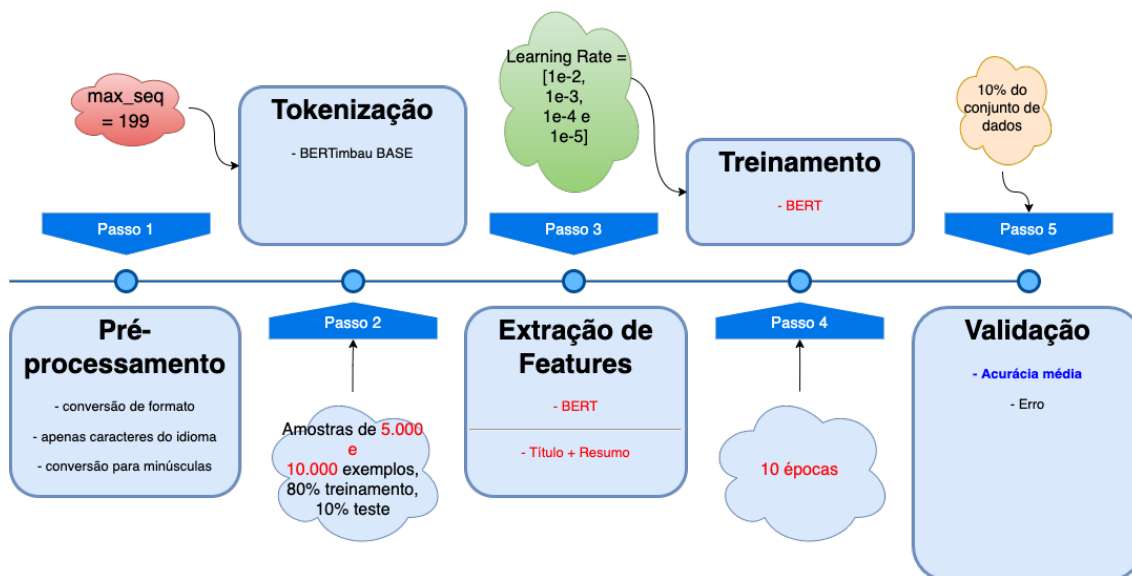 max_seq
= 199
Tokenização
- BERTimbau BASE
Learning Rate =
[1e-2,
1e-3,
1e-4 e
1e-5]
Treinamento
- BERT
10% do
conjunto de
dados
Passo 1
Passo 3
Passo 5
Pré-
processamento
- conversão de formato
- apenas caracteres do idioma
- conversão para minúsculas
Passo 2
Amostras de 5.000
e
10.000 exemplos,
80% treinamento,
10% teste
Extração de
Features
- BERT
- Título + Resumo
Passo 4
10 épocas
Validação
- Acurácia média
- Erro